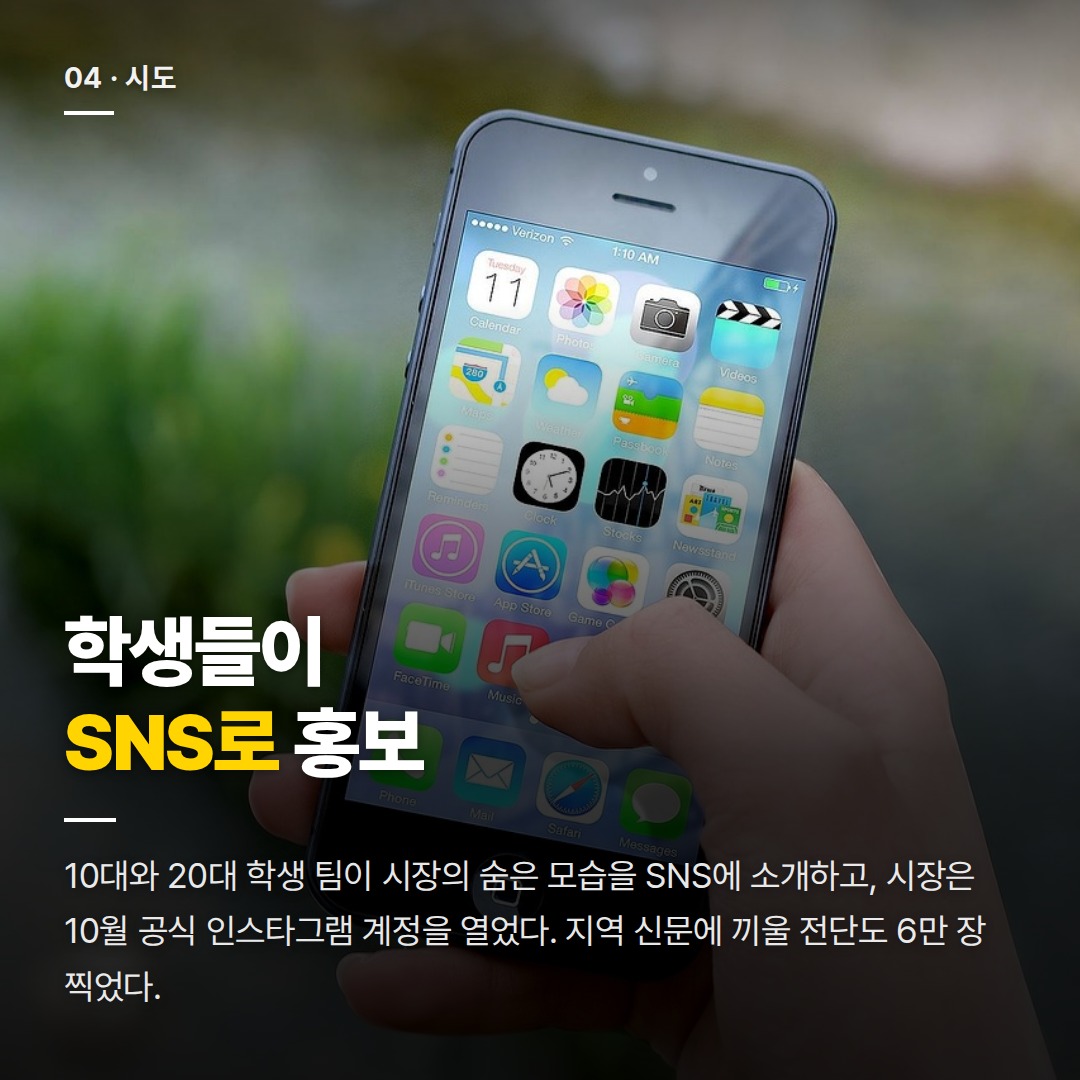 04 · 시도
Verizon
1:10 AM
Tuesday
11
Calendar
Photos
Camera
Videos
280
Maps
Weather
Passbook
Notes
Reminders
Clock
Stocks
Newsstand
iTunes Store
App Store
Game C
FaceTime
Music
Phone
Mail
Safari
Messages
학생들이
SNS로 홍보
10대와 20대 학생 팀이 시장의 숨은 모습을 SNS에 소개하고, 시장은
10월 공식 인스타그램 계정을 열었다. 지역 신문에 끼울 전단도 6만 장
찍었다.